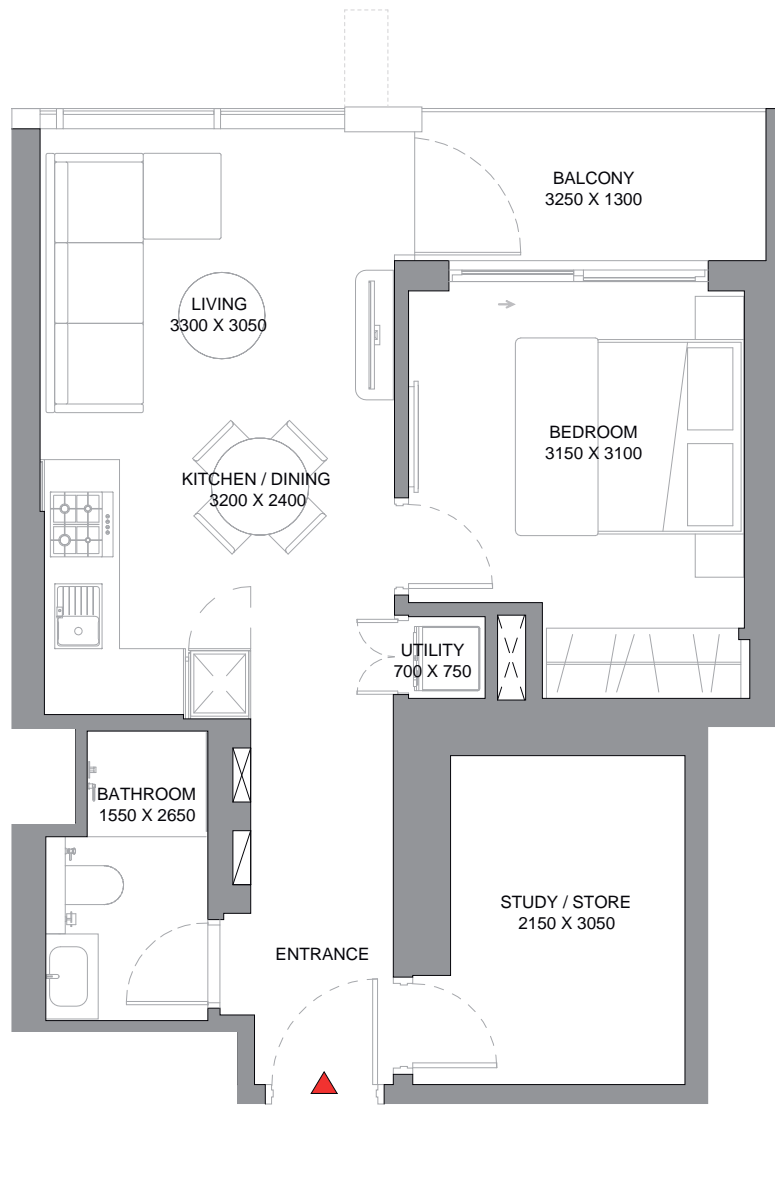 BALCONY
3250 X 1300
LIVING
3300 X 3050
BEDROOM
3150 X 3100
KITCHEN / DINING
3200 X 2400
UTILITY
700 X 750
BATHROOM
1550 X 2650
STUDY / STORE
2150 X 3050
ENTRANCE